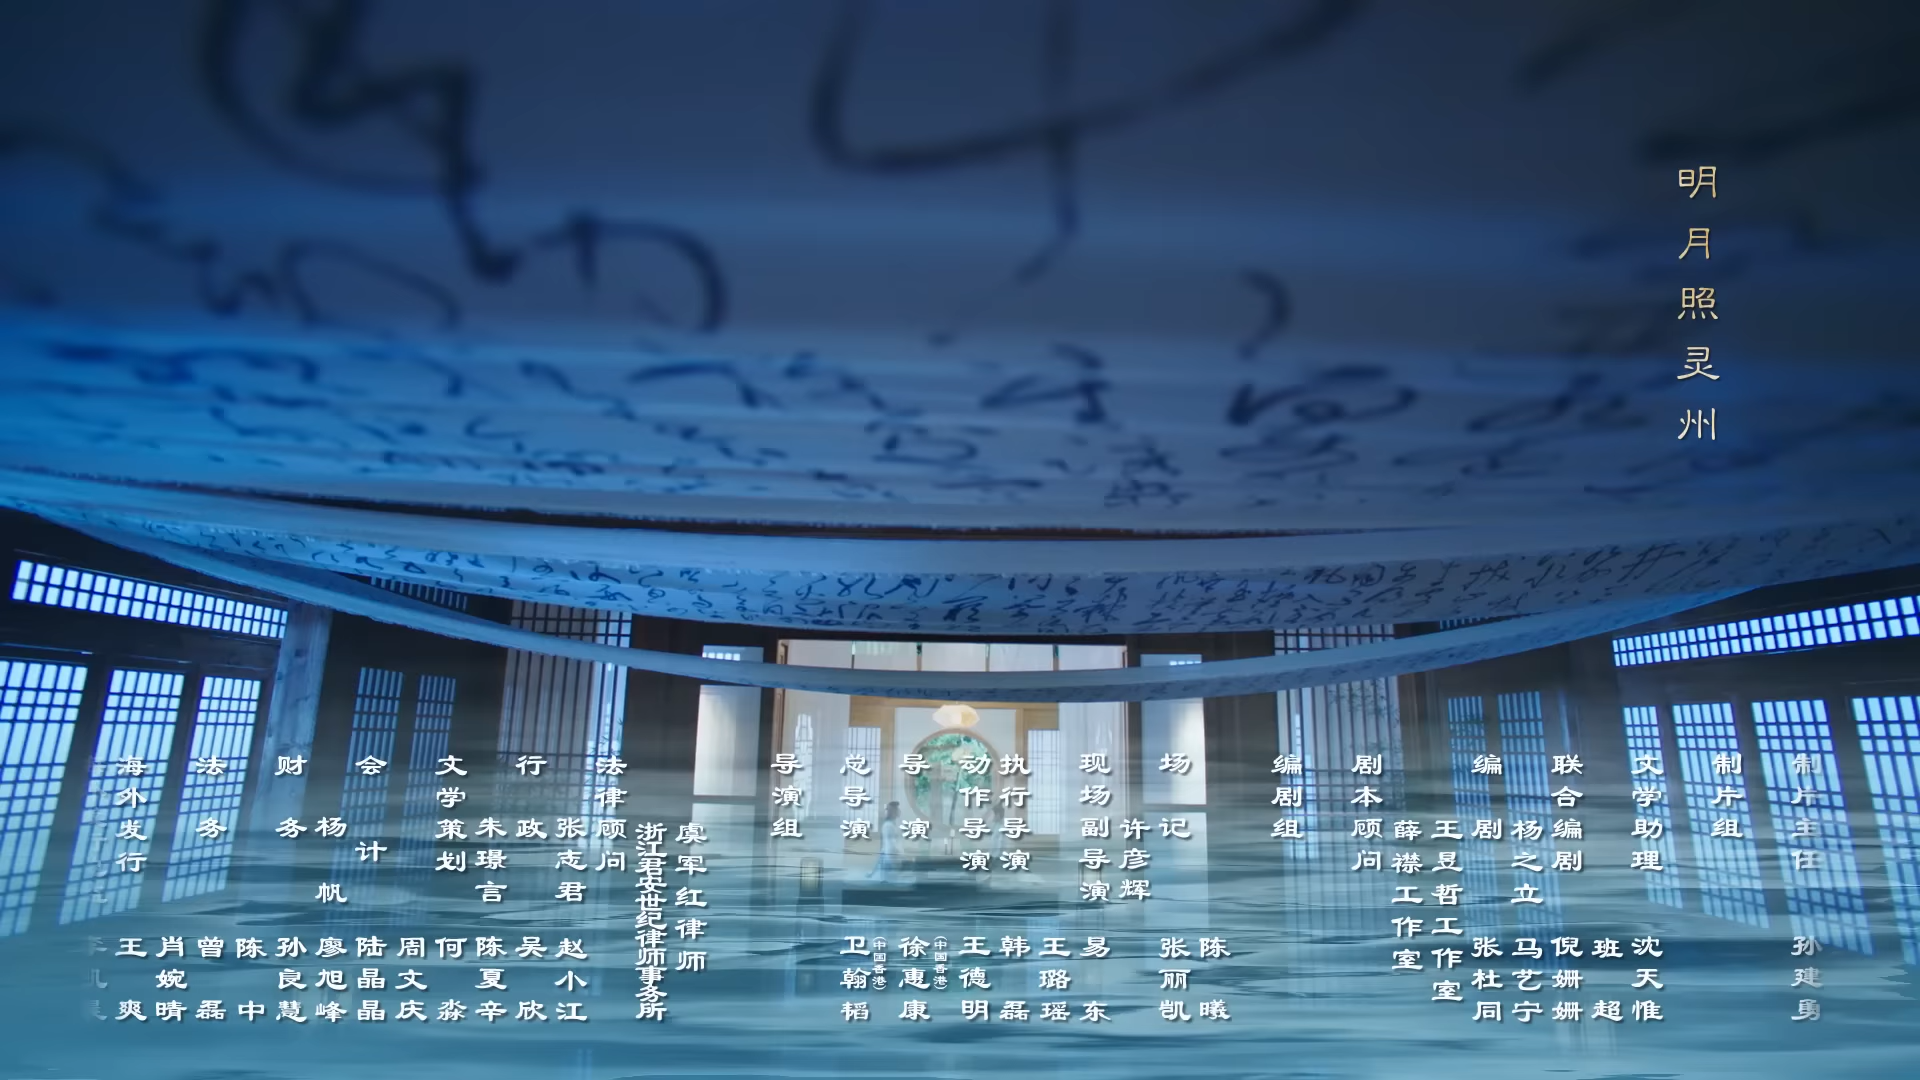 明月照灵州
制片主任
孙建勇
制片组
文学助理
沈天惟
班超
联合编剧
倪姗姗
杨之立
马艺宁
编剧
张杜同
王昱哲工作室
薛襟工作室
剧本顾问
编剧组
陈曦
场记
张丽凯
许彦辉
现场副导演
易东
王璐瑶
执行导演
韩磊
动作导演
王德明
(中国香港)
导演
徐惠康
(中国香港)
总导演
卫翰韬
导演组
虞军红律师
浙江君安世纪律师事务所
法律顾问
张志君
赵小江
行政
吴欣
朱璟言
陈夏辛
文学策划
何淼
周文庆
会计
陆晶晶
杨帆
廖旭峰
财务
孙良慧
陈中
法务
曾磊
肖婉晴
海外发行
王爽